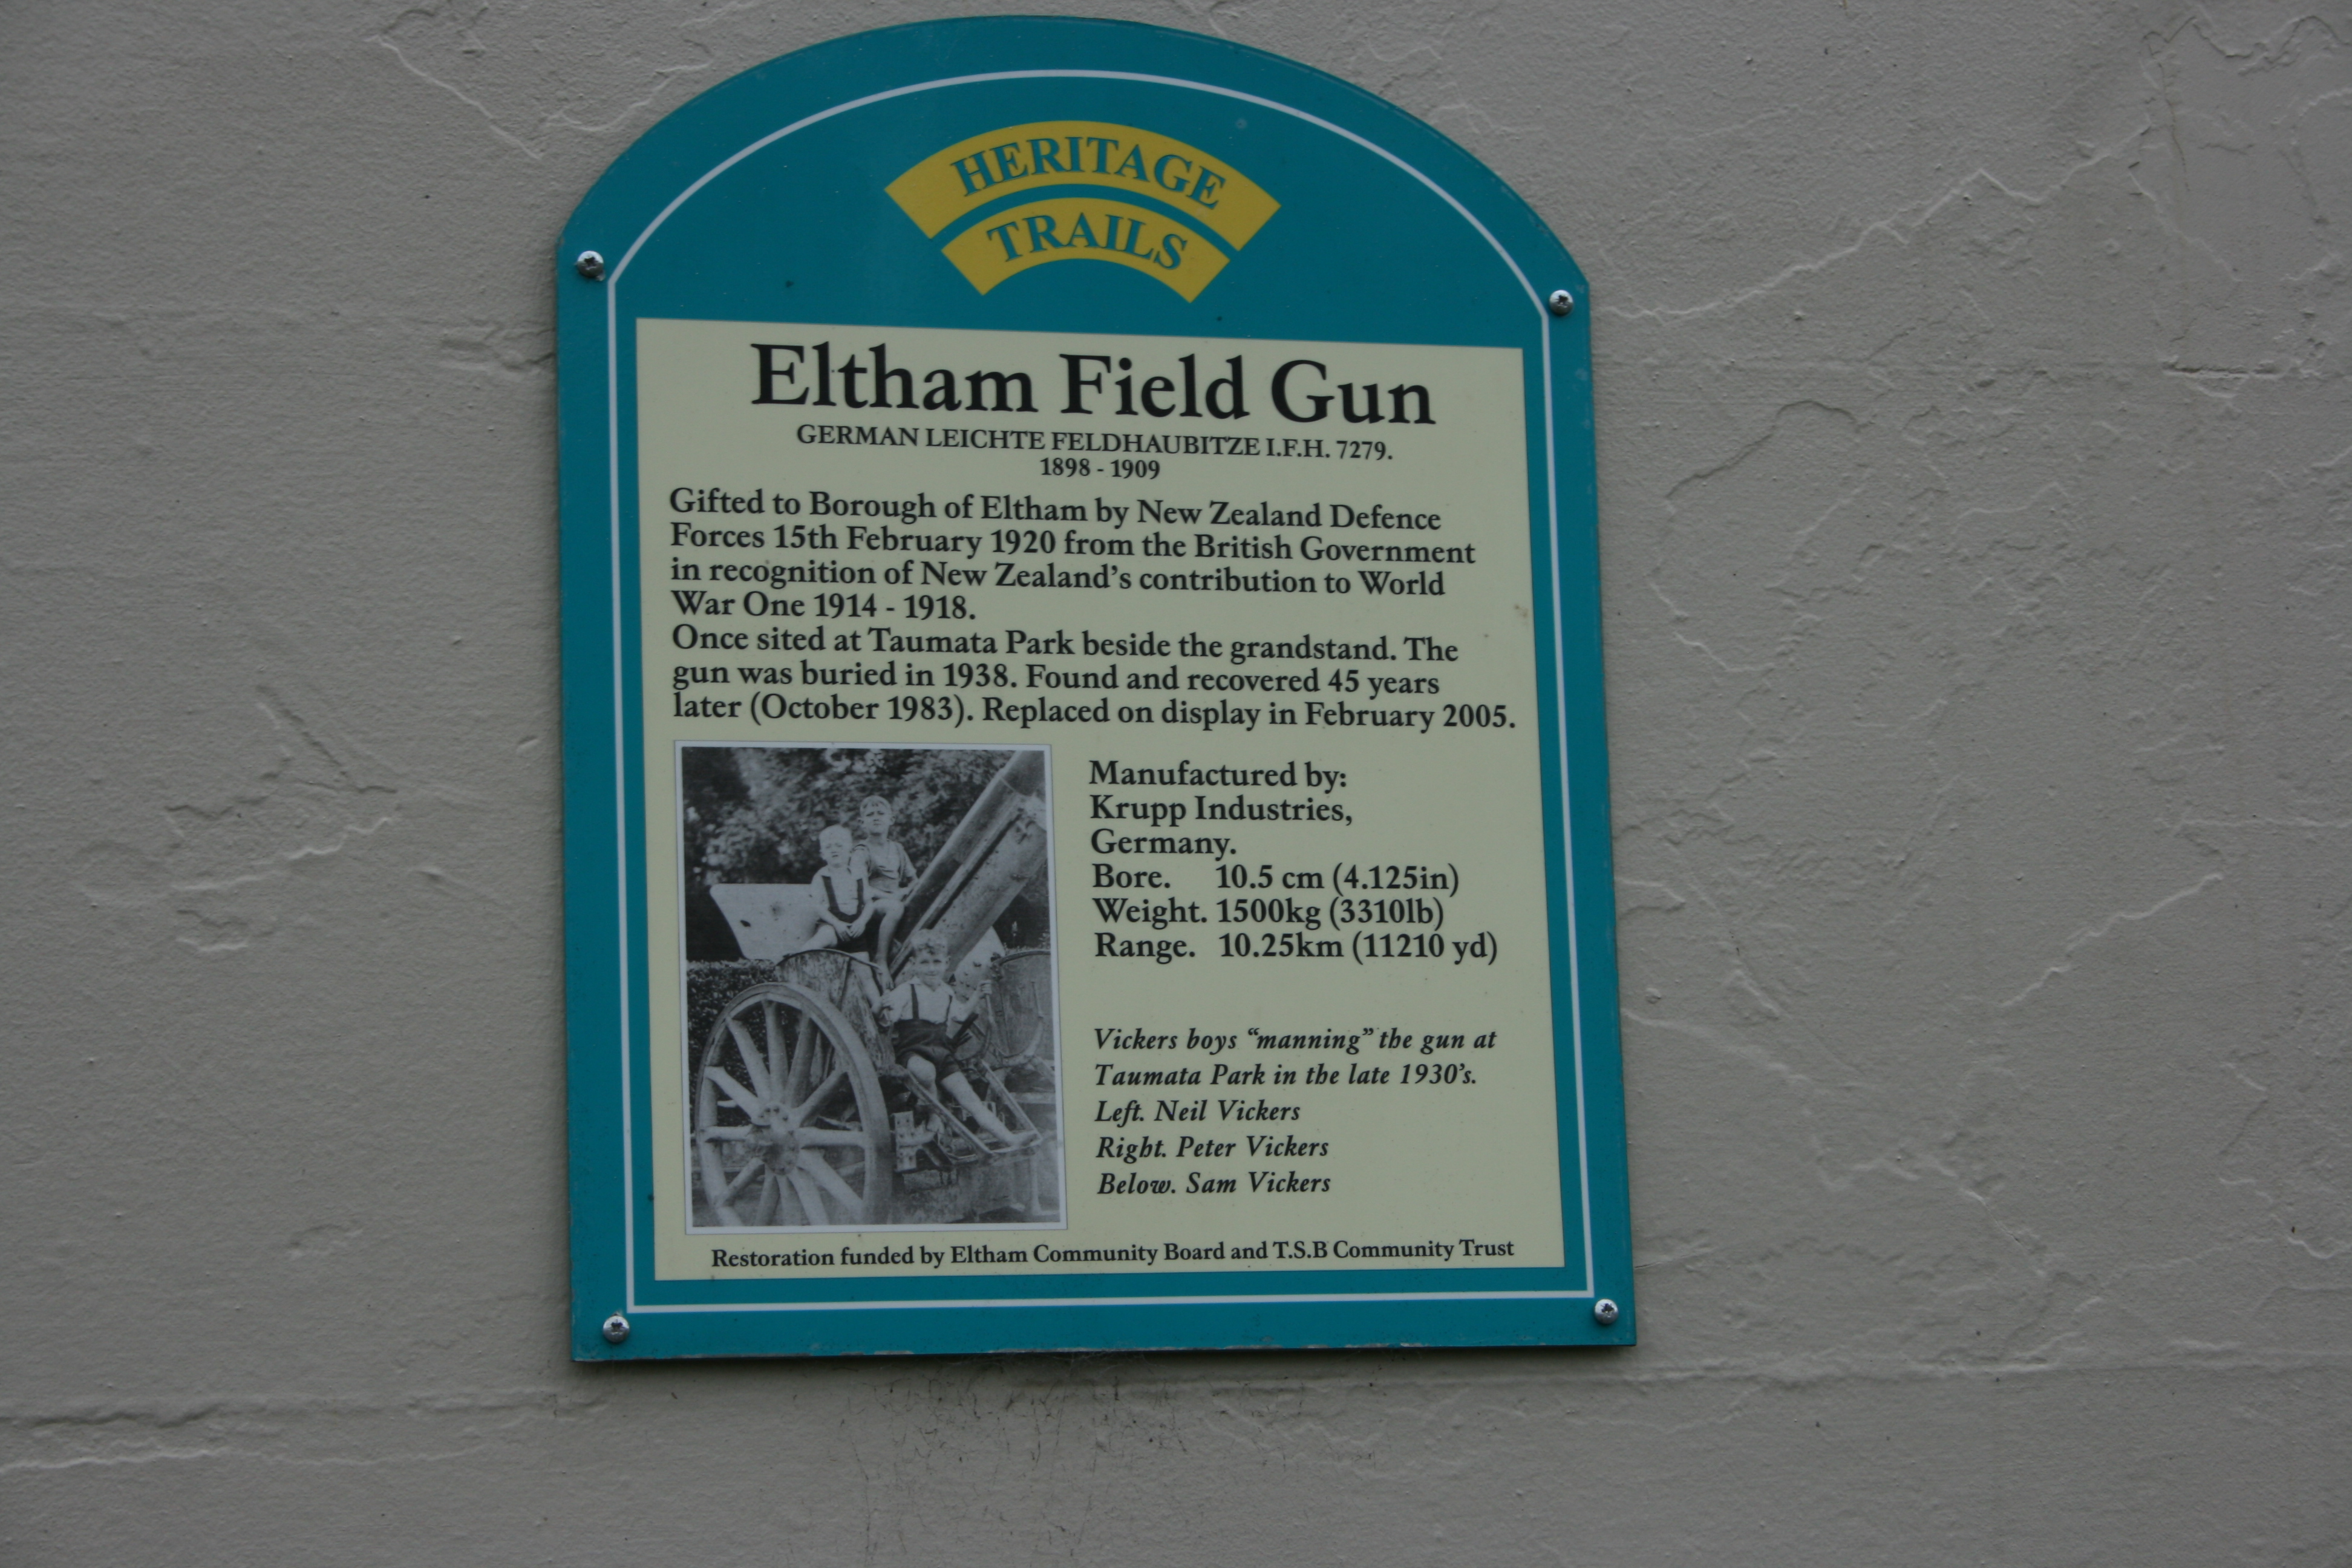 HERITAGE
TRAILS
Eltham Field Gun
GERMAN LEICHTE FELDHAUBITZE I.F.H. 7279.
1898 - 1909
Gifted to Borough of Eltham by New Zealand Defence
Forces 15th February 1920 from the British Government
in recognition of New Zealand's contribution to World
War One 1914 - 1918.
Once sited at Taumata Park beside the grandstand. The
gun was buried in 1938. Found and recovered 45 years
later (October 1983). Replaced on display in February 2005.
Manufactured by:
Krupp Industries,
Germany.
Bore. 10.5 cm (4.125in)
Weight. 1500kg (3310lb)
Range. 10.25km (11210 yd)
Vickers boys “manning” the gun at
Taumata Park in the late 1930's.
Left. Neil Vickers
Right. Peter Vickers
Below. Sam Vickers
Restoration funded by Eltham Community Board and T.S.B Community Trust